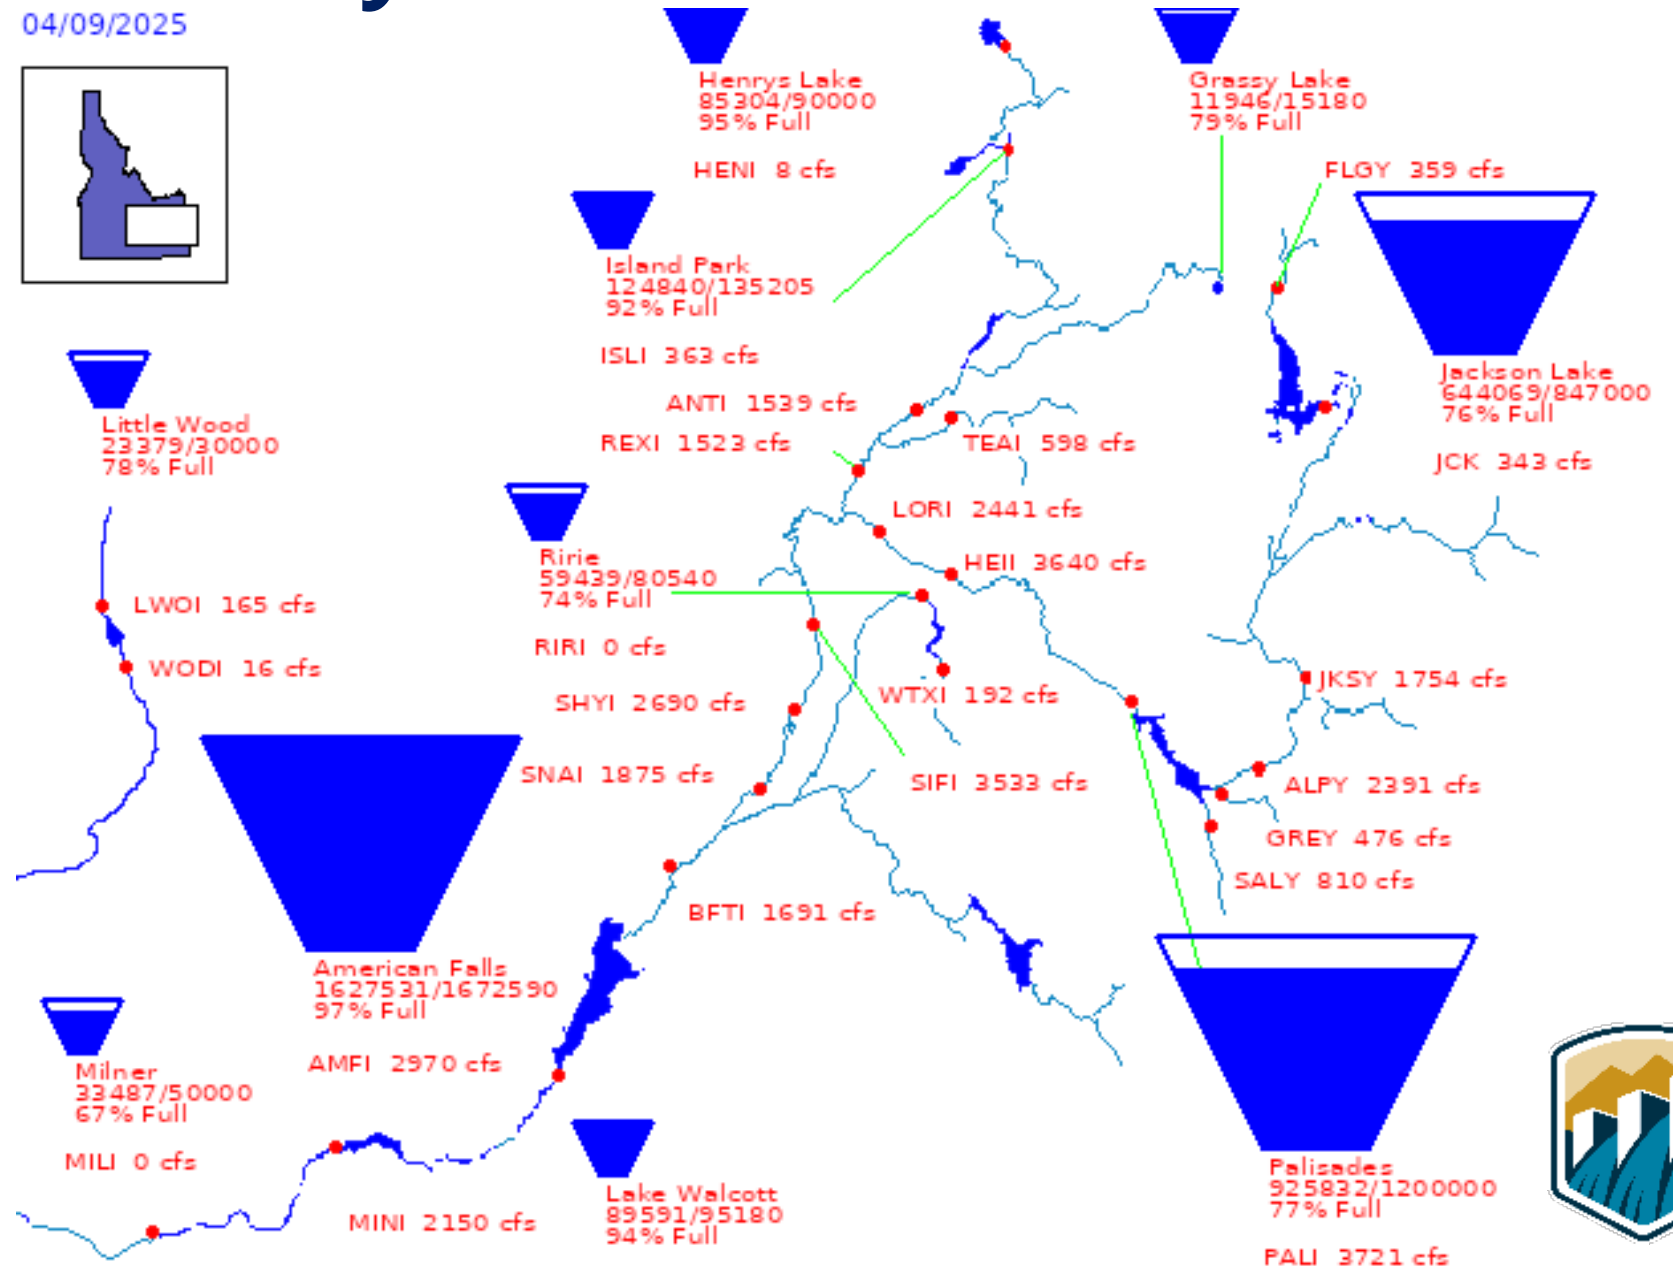 04/09/2025
Henrys Lake
85304/90000
95% Full
HENI 8 cfs
Grassy Lake
11946/15180
79% Full
FLGY 359 cfs
Island Park
124840/135205
92% Full
ISLI 363 cfs
Jackson Lake
644069/847000
76% Full
JCK 343 cfs
Little Wood
23379/30000
78% Full
ANTI 1539 cfs
REXI 1523 cfs
TEAI 598 cfs
LORI 2441 cfs
HEII 3640 cfs
Ririe
59439/80540
74% Full
RIRI 0 cfs
LWOI 165 cfs
WODI 16 cfs
SHYI 2690 cfs
WTXI 192 cfs
JKSY 1754 cfs
SNAI 1875 cfs
SIFI 3533 cfs
ALPY 2391 cfs
GREY 476 cfs
SALY 810 cfs
BFTI 1691 cfs
American Falls
1627531/1672590
97% Full
AMFI 2970 cfs
Milner
33487/50000
67% Full
MILI 0 cfs
MINI 2150 cfs
Lake Walcott
89591/95180
94% Full
Palisades
925832/1200000
77% Full
PALI 3721 cfs